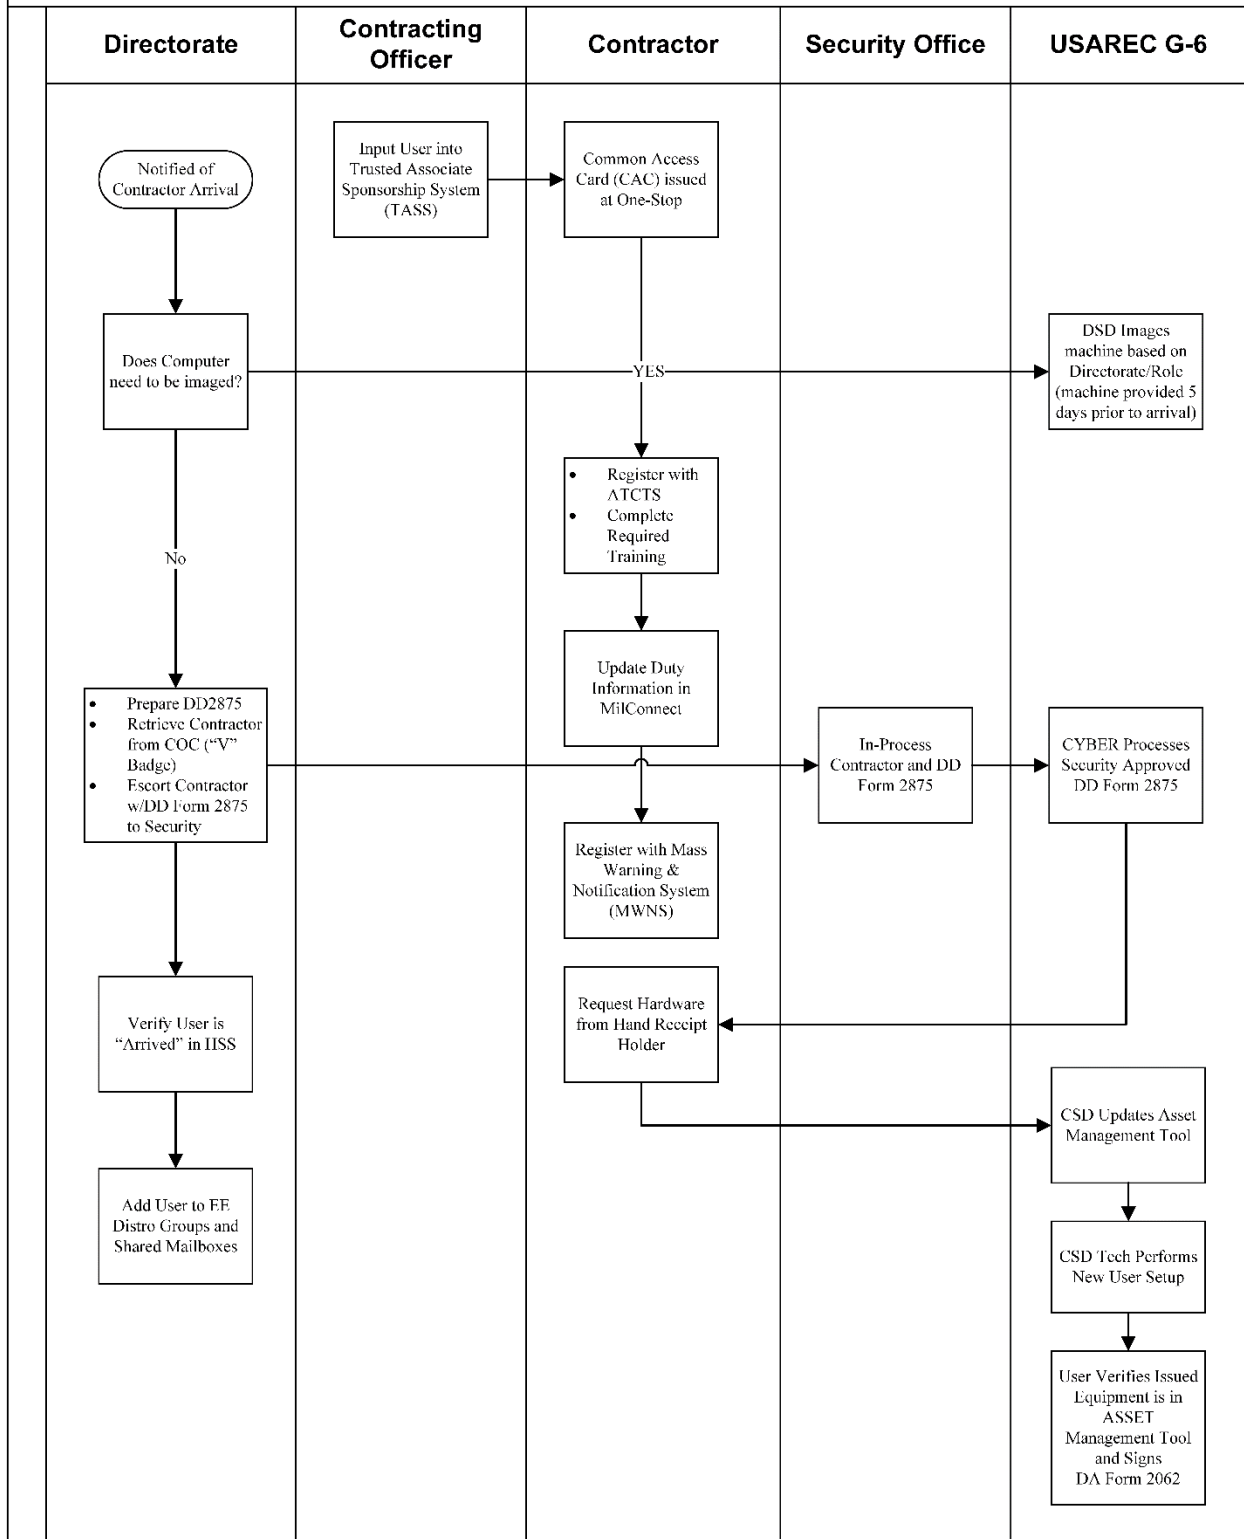 Directorate
Contracting
Officer
Contractor
Security Office
USAREC G-6
Notified of
Contractor Arrival
Input User into
Trusted Associate
Sponsorship System
(TASS)
Common Access
Card (CAC) issued
at One-Stop
Does Computer
need to be imaged?
YES
DSD Images
machine based on
Directorate/Role
(machine provided 5
days prior to arrival)
• Register with
ATCTS
• Complete
Required
Training
No
Update Duty
Information in
MilConnect
• Prepare DD2875
• Retrieve Contractor
from COC (“V”
Badge)
• Escort Contractor
w/DD Form 2875
to Security
In-Process
Contractor and DD
Form 2875
CYBER Processes
Security Approved
DD Form 2875
Register with Mass
Warning &
Notification System
(MWNS)
Verify User is
“Arrived” in HSS
Request Hardware
from Hand Receipt
Holder
CSD Updates Asset
Management Tool
Add User to EE
Distro Groups and
Shared Mailboxes
CSD Tech Performs
New User Setup
User Verifies Issued
Equipment is in
ASSET
Management Tool
and Signs
DA Form 2062